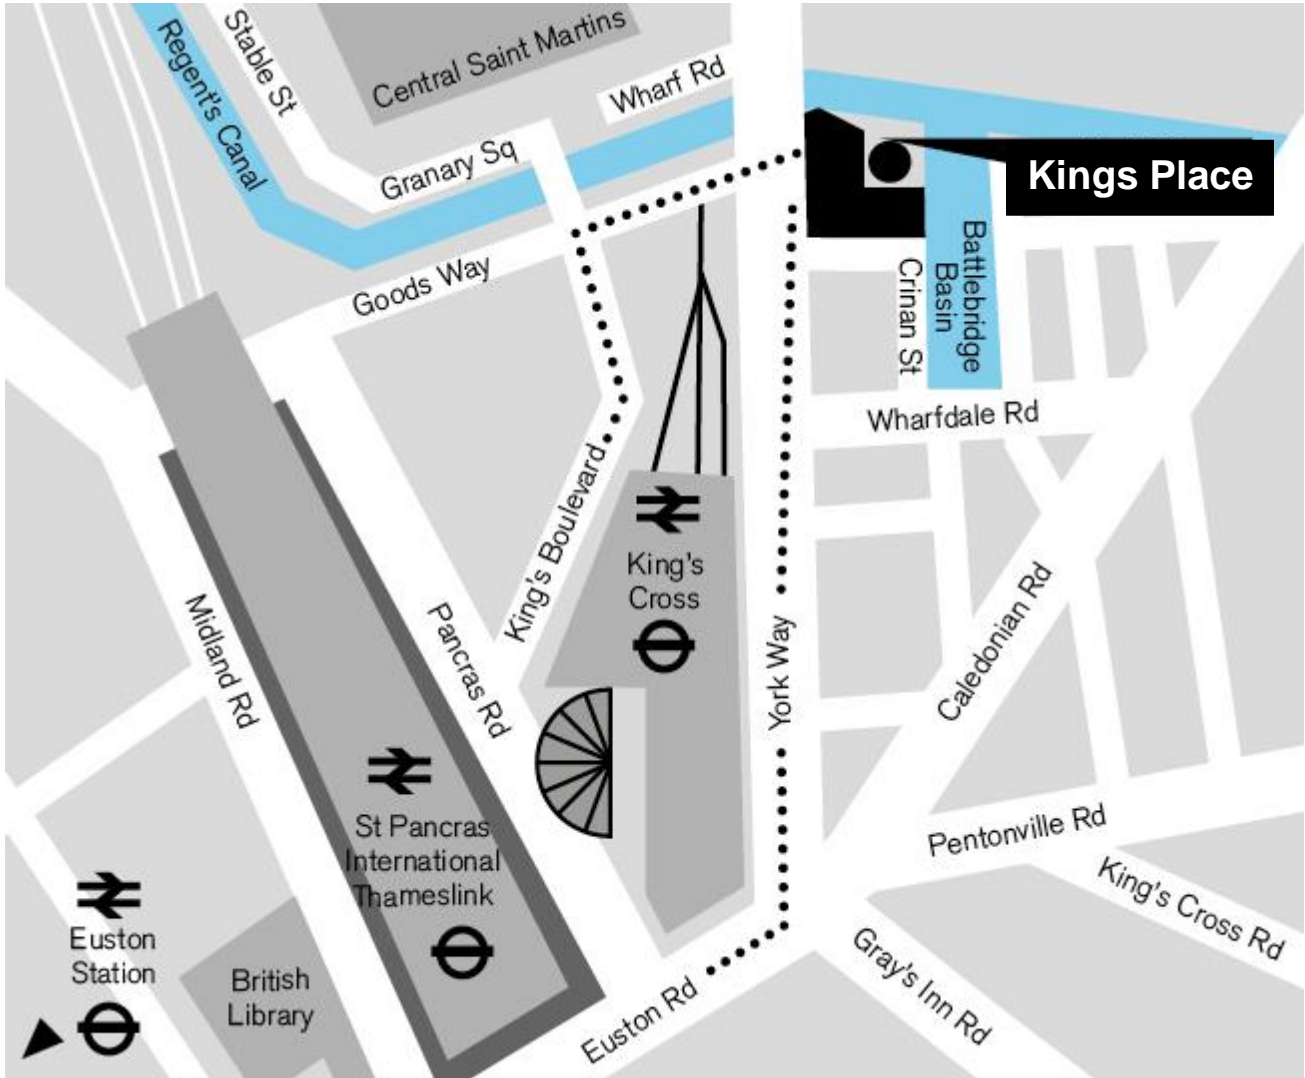 Regent's Canal
Stable St
Central Saint Martins
Wharf Rd
Granary Sq
Kings Place
Goods Way
Battlebridge
Basin
Crinan St
Wharfdale Rd
King's Boulevard
King's
Cross
Midland Rd
Pancras Rd
York Way
Caledonian Rd
St Pancras
International
Thameslink
Pentonville Rd
King's Cross Rd
Euston
Station
British
Library
Euston Rd
Gray's Inn Rd